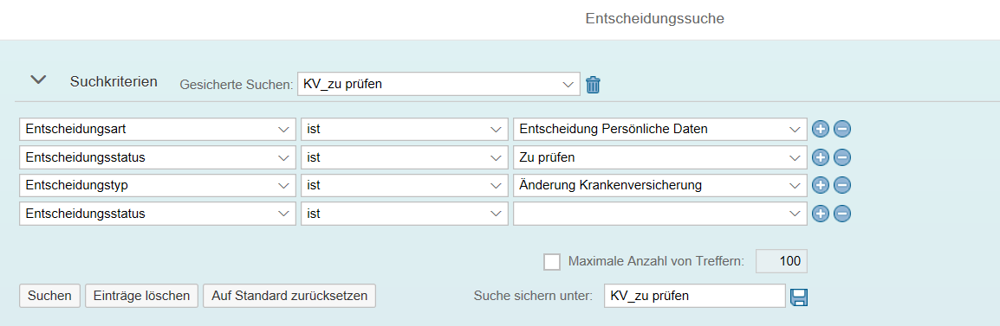 Entscheidungssuche
Suchkriterien Gesicherte Suchen: KV_zu prüfen
Entscheidungsart ist Entscheidung Persönliche Daten
Entscheidungsstatus ist Zu prüfen
Entscheidungstyp ist Änderung Krankenversicherung
Entscheidungsstatus ist
Maximale Anzahl von Treffern: 100
Suchen Einträge löschen Auf Standard zurücksetzen Suche sichern unter: KV_zu prüfen